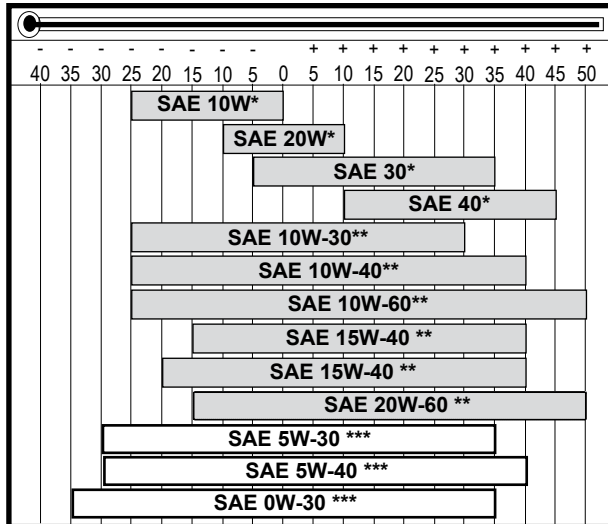 - - - - - - - - + + + + + + + + + +
40 35 30 25 20 15 10 5 0 5 10 15 20 25 30 35 40 45 50
SAE 10W*
SAE 20W*
SAE 30*
SAE 40*
SAE 10W-30**
SAE 10W-40**
SAE 10W-60**
SAE 15W-40 **
SAE 15W-40 **
SAE 20W-60 **
SAE 5W-30 ***
SAE 5W-40 ***
SAE 0W-30 ***